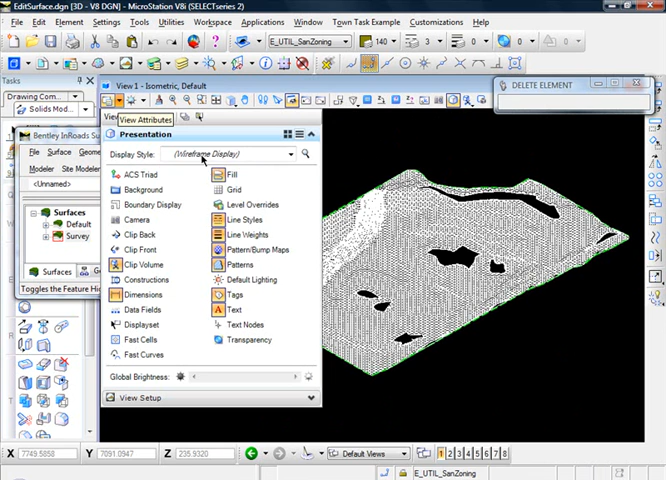 EditSurface.dgn [3D - V8 DGN] - MicroStation V8i (SELECTseries 2)
File Edit Element Settings Tools Utilities Workspace Applications Window Town Task Example Customizations Help
E_UTIL_SanZoning 140 3 0
Tasks
Drawing Com...
Solids Mod...
View 1 - Isometric, Default
DELETE ELEMENT
View Attributes
Presentation
Display Style: (Wireframe Display)
ACS Triad Fill
Background Grid
Boundary Display Level Overrides
Camera Line Styles
Clip Back Line Weights
Clip Front Pattern/Bump Maps
Clip Volume Patterns
Constructions Default Lighting
Dimensions Tags
Data Fields Text
Displayset Text Nodes
Fast Cells Transparency
Fast Curves
Global Brightness:
View Setup
Bentley InRoads Su
File Surface Geome
Modeler Site Modeler
<Unnamed>
Surfaces
Default
Survey
Surfaces
Toggles the Feature Hi
X 7749.5858 Y 7091.0947 Z 235.9320 Default Views 1 2 3 4 5 6 7 8
E_UTIL_SanZoning